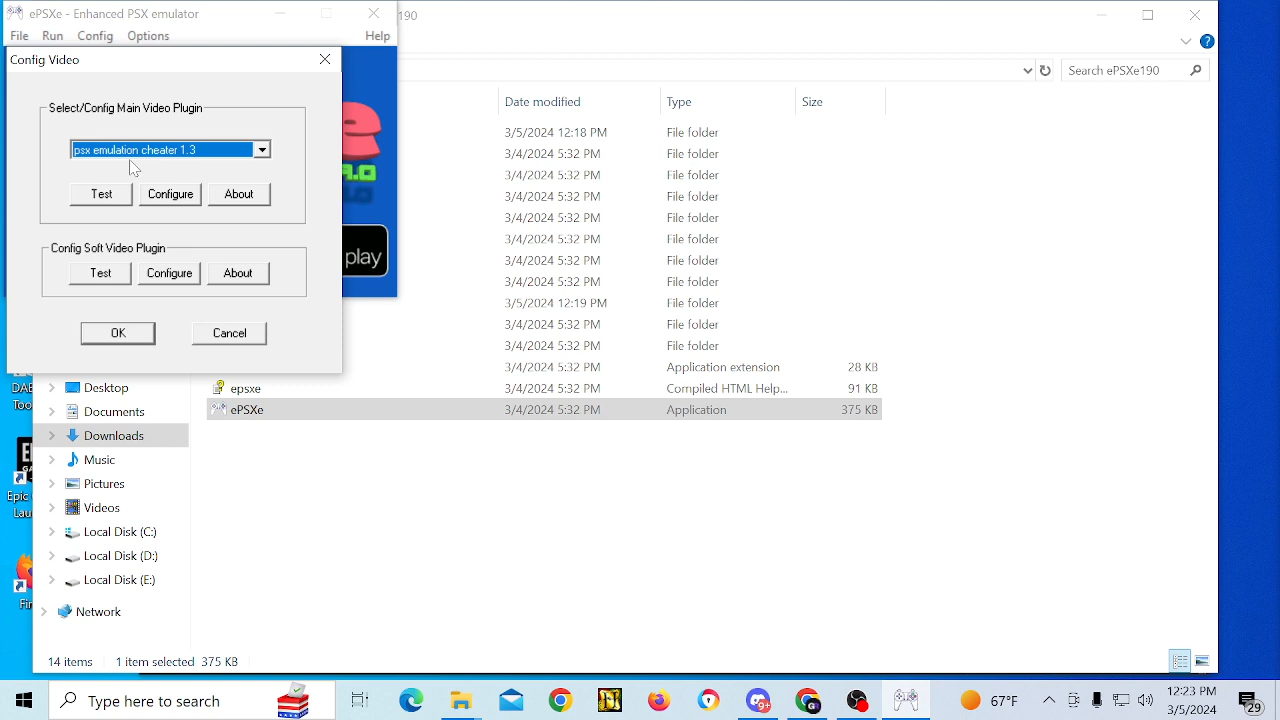 ePSXe - Enhanced PSX emulator
190
File Run Config Options Help
Config Video
Select/Config Main Video Plugin
psx emulation cheater 1.3
Test Configure About
Config Soft Video Plugin
Test Configure About
OK Cancel
.0
play
Search ePSXe190
Date modified Type Size
3/5/2024 12:18 PM File folder
3/4/2024 5:32 PM File folder
3/4/2024 5:32 PM File folder
3/4/2024 5:32 PM File folder
3/4/2024 5:32 PM File folder
3/4/2024 5:32 PM File folder
3/4/2024 5:32 PM File folder
3/4/2024 5:32 PM File folder
3/5/2024 12:19 PM File folder
3/4/2024 5:32 PM File folder
3/4/2024 5:32 PM File folder
3/4/2024 5:32 PM Application extension 28 KB
epsxe 3/4/2024 5:32 PM Compiled HTML Help... 91 KB
ePSXe 3/4/2024 5:32 PM Application 375 KB
Desktop
Documents
Downloads
Music
Pictures
Videos
Local Disk (C:)
Local Disk (D:)
Local Disk (E:)
Network
14 items 1 item selected 375 KB
DAE
Too
Epic
Lau
Fir
Type here to search
9+
67°F
12:23 PM
3/5/2024
29